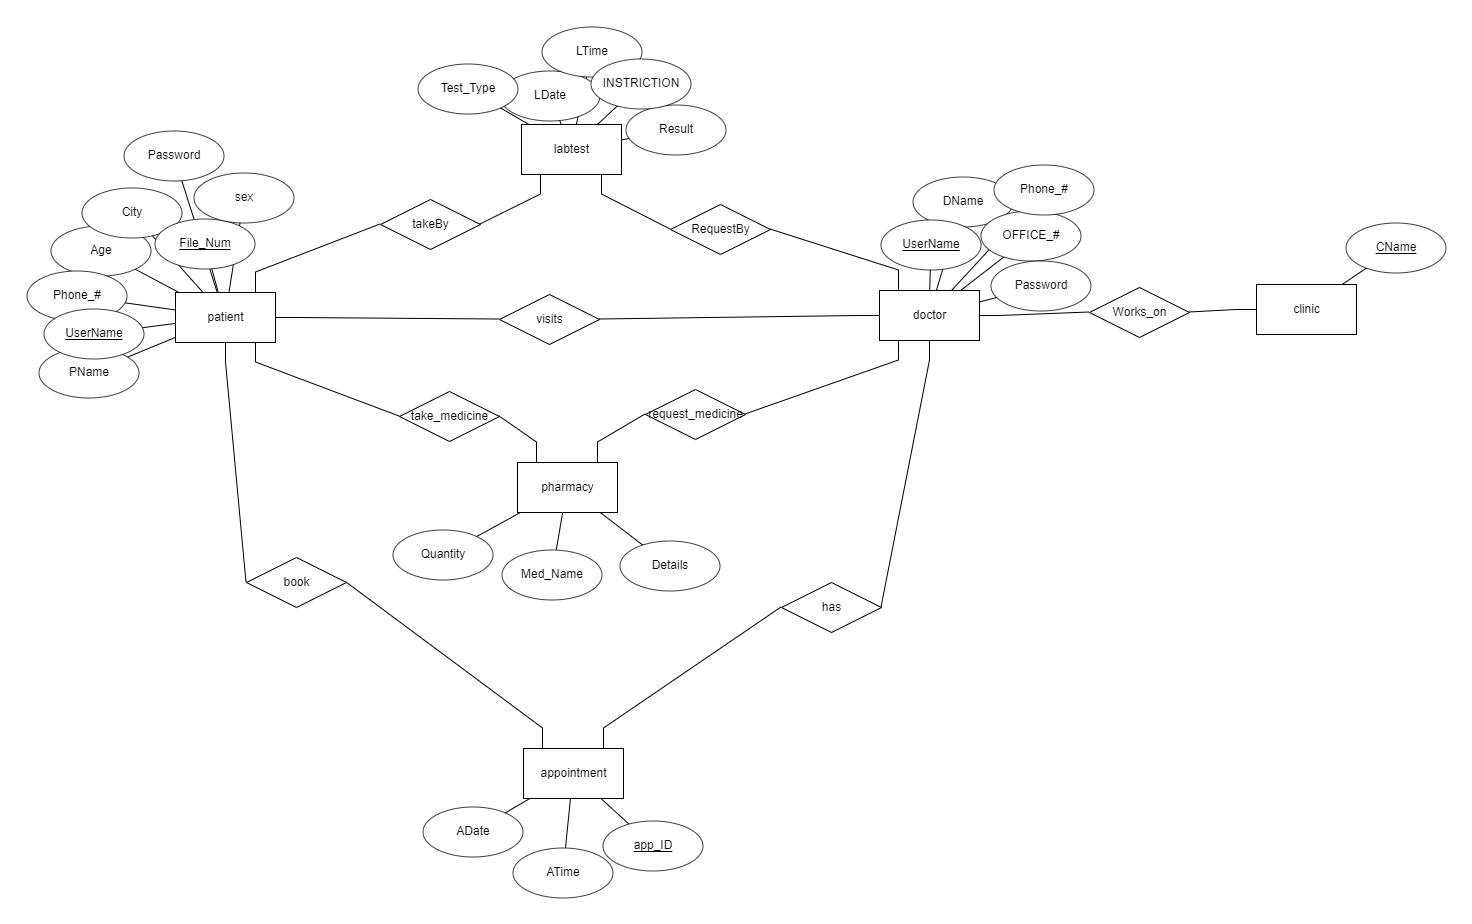 LTime
INSTRICTION
Test_Type
LDate
Result
labtest
Password
sex
City
File_Num
Age
Phone_#
UserName
PName
patient
takeBy
RequestBy
Phone_#
DName
OFFICE_#
UserName
Password
doctor
CName
Works_on
clinic
visits
take_medicine
request_medicine
pharmacy
Quantity
Med_Name
Details
book
has
appointment
ADate
ATime
app_ID